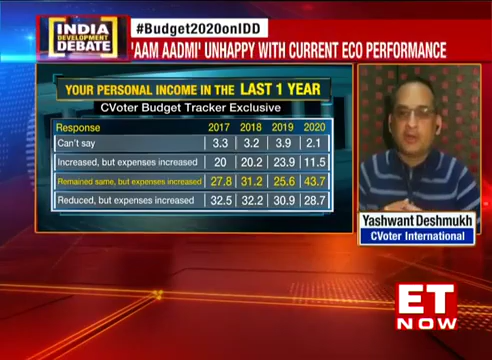 INDIA
DEVELOPMENT
DEBATE
#Budget2020onIDD
'AAM AADMI' UNHAPPY WITH CURRENT ECO PERFORMANCE
YOUR PERSONAL INCOME IN THE LAST 1 YEAR
CVoter Budget Tracker Exclusive
Response 2017 2018 2019 2020
Can't say 3.3 3.2 3.9 2.1
Increased, but expenses increased 20 20.2 23.9 11.5
Remained same, but expenses increased 27.8 31.2 25.6 43.7
Reduced, but expenses increased 32.5 32.2 30.9 28.7
Yashwant Deshmukh
CVoter International
ET
NOW